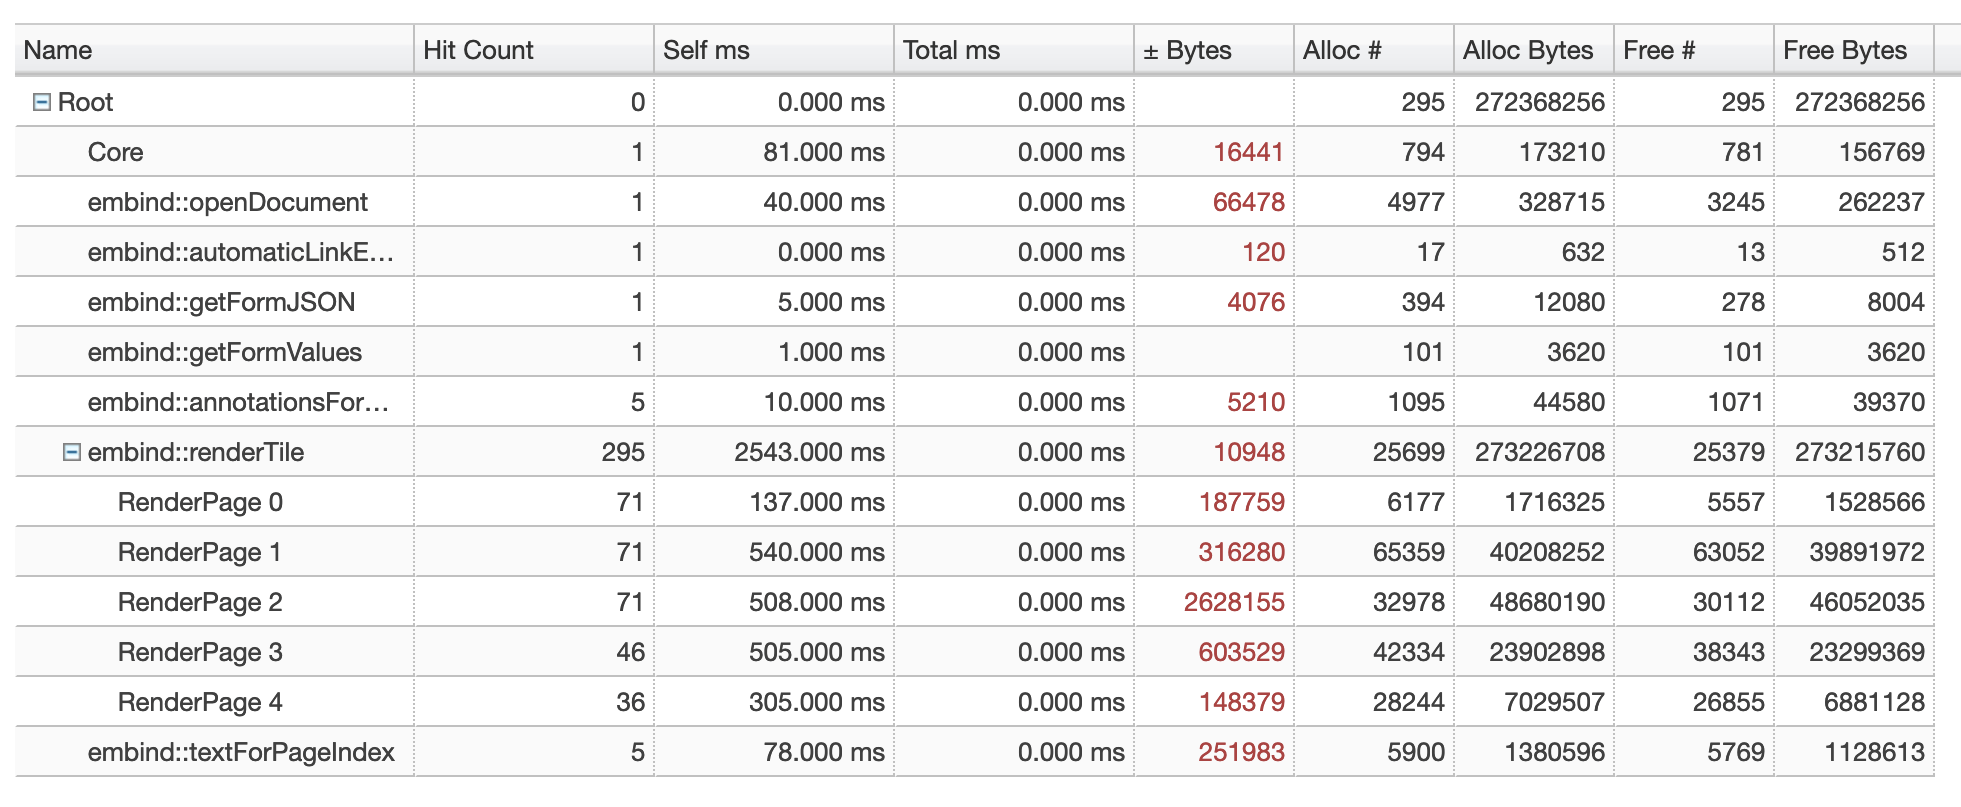 Name Hit Count Self ms Total ms ± Bytes Alloc # Alloc Bytes Free # Free Bytes
Root 0 0.000 ms 0.000 ms 295 272368256 295 272368256
Core 1 81.000 ms 0.000 ms 16441 794 173210 781 156769
embind::openDocument 1 40.000 ms 0.000 ms 66478 4977 328715 3245 262237
embind::automaticLinkE... 1 0.000 ms 0.000 ms 120 17 632 13 512
embind::getFormJSON 1 5.000 ms 0.000 ms 4076 394 12080 278 8004
embind::getFormValues 1 1.000 ms 0.000 ms 101 3620 101 3620
embind::annotationsFor... 5 10.000 ms 0.000 ms 5210 1095 44580 1071 39370
embind::renderTile 295 2543.000 ms 0.000 ms 10948 25699 273226708 25379 273215760
RenderPage 0 71 137.000 ms 0.000 ms 187759 6177 1716325 5557 1528566
RenderPage 1 71 540.000 ms 0.000 ms 316280 65359 40208252 63052 39891972
RenderPage 2 71 508.000 ms 0.000 ms 2628155 32978 48680190 30112 46052035
RenderPage 3 46 505.000 ms 0.000 ms 603529 42334 23902898 38343 23299369
RenderPage 4 36 305.000 ms 0.000 ms 148379 28244 7029507 26855 6881128
embind::textForPageIndex 5 78.000 ms 0.000 ms 251983 5900 1380596 5769 1128613